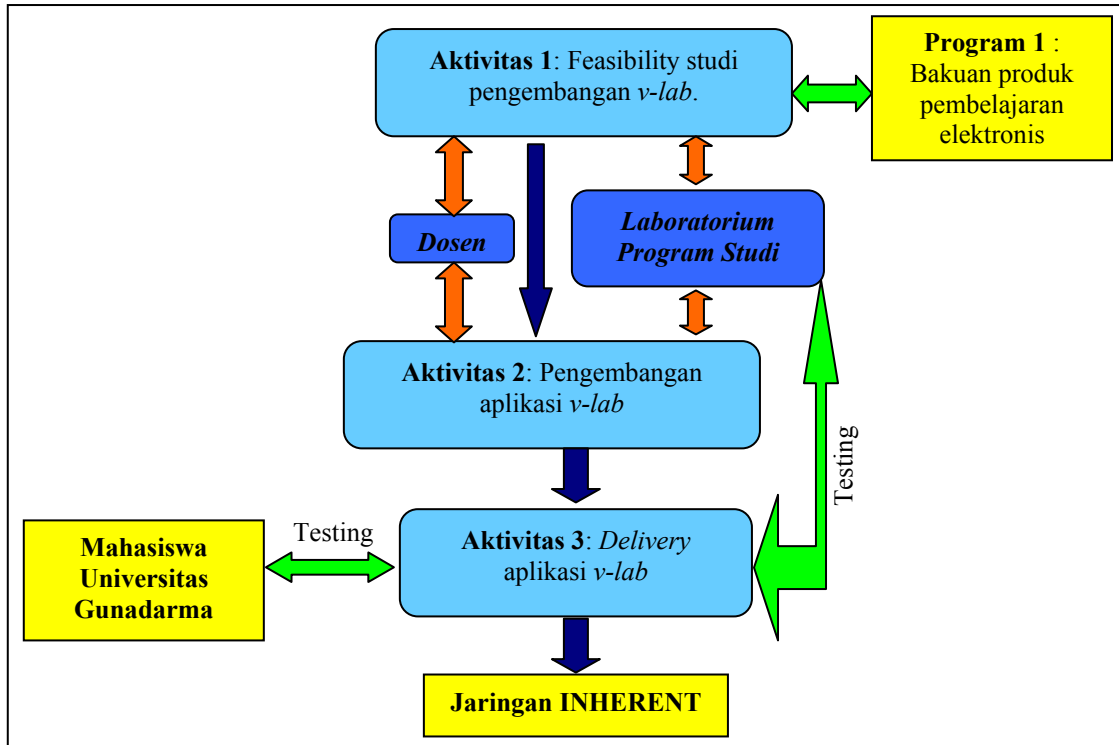 Aktivitas 1: Feasibility studi
pengembangan v-lab.
Program 1 :
Bakuan produk
pembelajaran
elektronis
Dosen
Laboratorium
Program Studi
Aktivitas 2: Pengembangan
aplikasi v-lab
Testing
Testing
Aktivitas 3: Delivery
aplikasi v-lab
Mahasiswa
Universitas
Gunadarma
Jaringan INHERENT